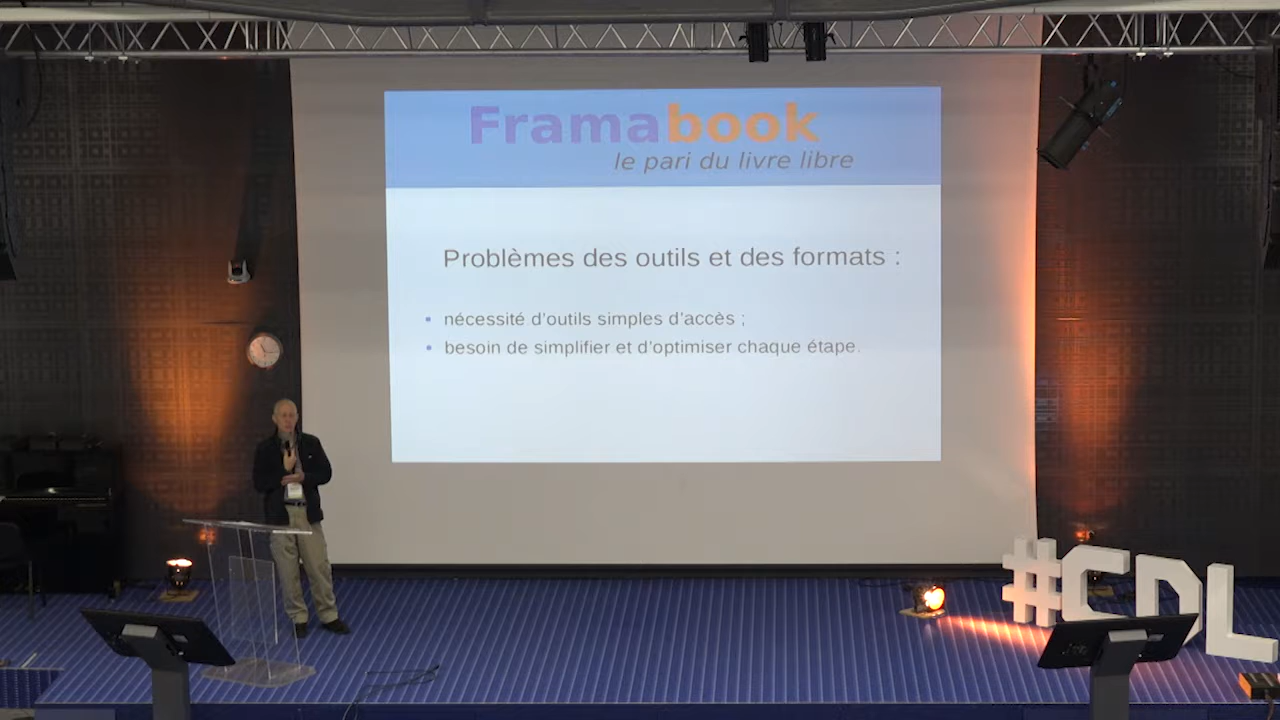 Framabook
le pari du livre libre
Problèmes des outils et des formats :
• nécessité d'outils simples d'accès ;
• besoin de simplifier et d'optimiser chaque étape.
#CDL